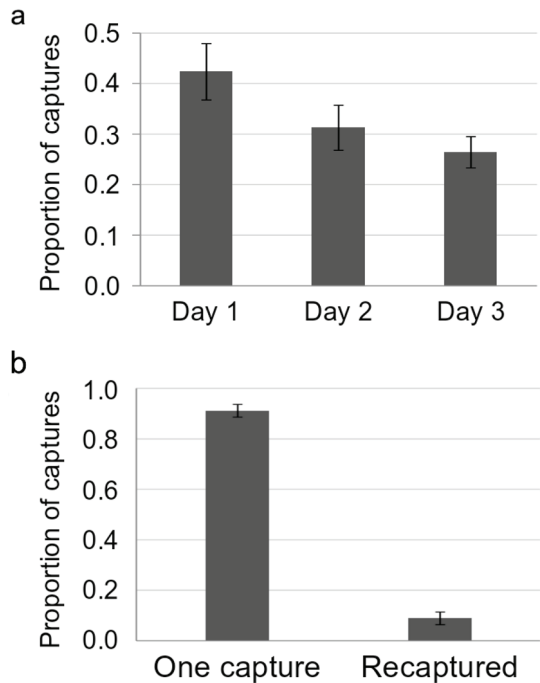 a
Proportion of captures
0.5
0.4
0.3
0.2
0.1
0.0
Day 1 Day 2 Day 3
b
Proportion of captures
1.0
0.8
0.6
0.4
0.2
0.0
One capture Recaptured